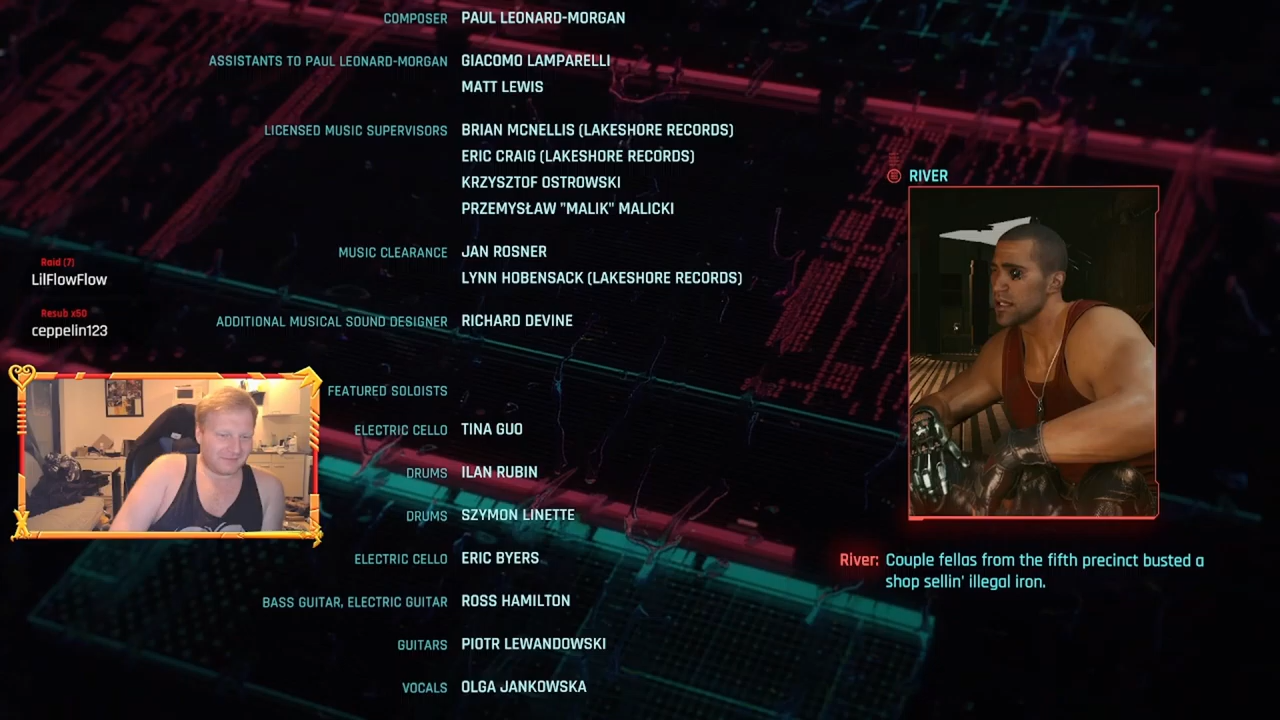 COMPOSER PAUL LEONARD-MORGAN
ASSISTANTS TO PAUL LEONARD-MORGAN GIACOMO LAMPARELLI
MATT LEWIS
LICENSED MUSIC SUPERVISORS BRIAN MCNELLIS (LAKESHORE RECORDS)
ERIC CRAIG (LAKESHORE RECORDS)
KRZYSZTOF OSTROWSKI
PRZEMYSŁAW "MALIK" MALICKI
MUSIC CLEARANCE JAN ROSNER
LYNN HOBENSACK (LAKESHORE RECORDS)
ADDITIONAL MUSICAL SOUND DESIGNER RICHARD DEVINE
FEATURED SOLOISTS
ELECTRIC CELLO TINA GUO
DRUMS ILAN RUBIN
DRUMS SZYMON LINETTE
ELECTRIC CELLO ERIC BYERS
BASS GUITAR, ELECTRIC GUITAR ROSS HAMILTON
GUITARS PIOTR LEWANDOWSKI
VOCALS OLGA JANKOWSKA
Raid (7)
LilFlowFlow
Resub x50
ceppelin123
RIVER
River: Couple fellas from the fifth precinct busted a
shop sellin' illegal iron.